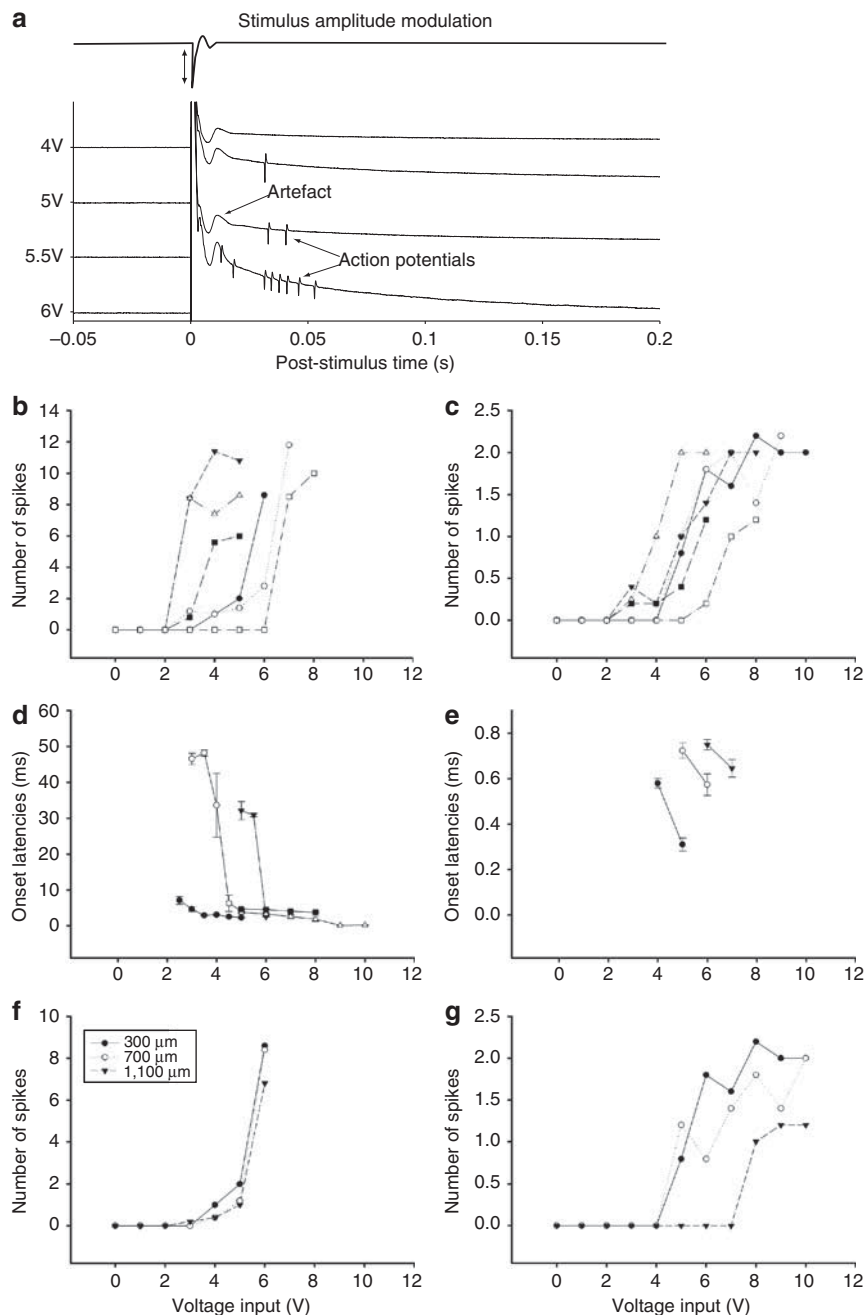 a
Stimulus amplitude modulation
4V
5V
5.5V
6V
Artefact
Action potentials
−0.05 0 0.05 0.1 0.15 0.2
Post-stimulus time (s)
b
Number of spikes
14
12
10
8
6
4
2
0
0 2 4 6 8 10 12
c
Number of spikes
2.5
2.0
1.5
1.0
0.5
0.0
0 2 4 6 8 10 12
d
Onset latencies (ms)
60
50
40
30
20
10
0
0 2 4 6 8 10 12
e
Onset latencies (ms)
0.8
0.6
0.4
0.2
0.0
0 2 4 6 8 10 12
f
Number of spikes
10
8
6
4
2
0
300 μm
700 μm
1,100 μm
0 2 4 6 8 10 12
Voltage input (V)
g
Number of spikes
2.5
2.0
1.5
1.0
0.5
0.0
0 2 4 6 8 10 12
Voltage input (V)